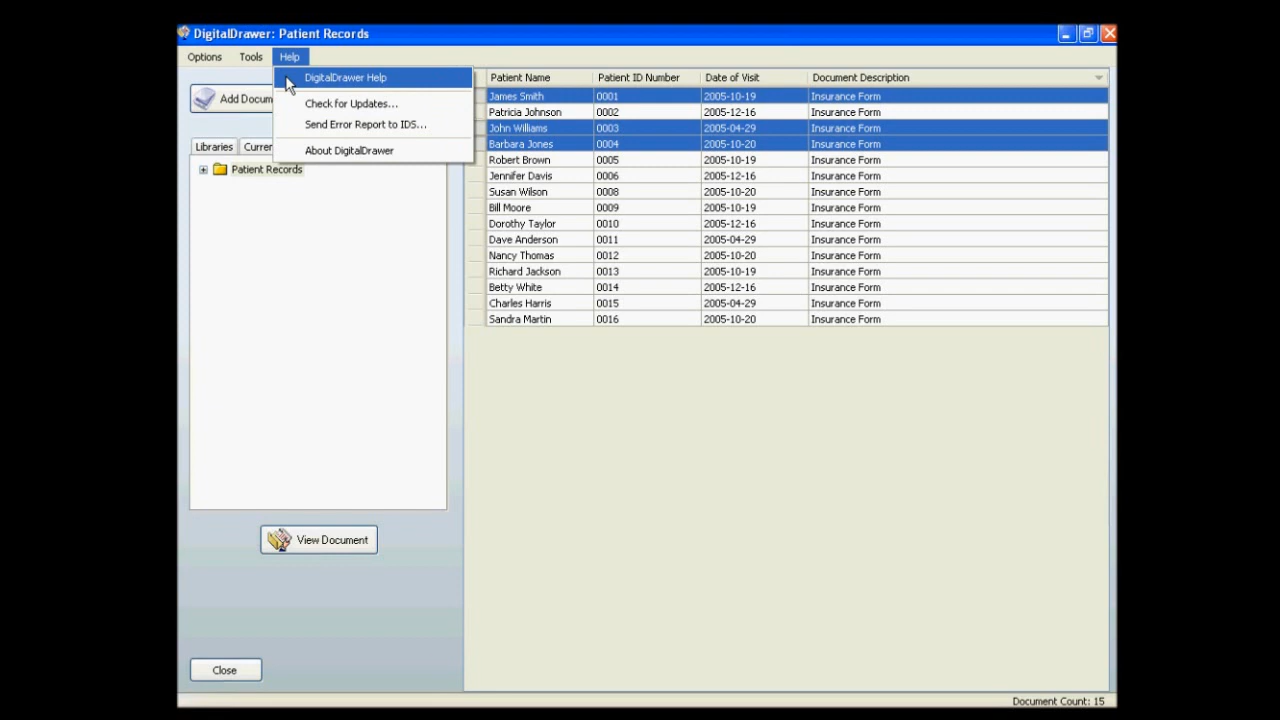 DigitalDrawer: Patient Records
Options Tools Help
DigitalDrawer Help
Check for Updates...
Send Error Report to IDS...
About DigitalDrawer
Add Docum
Libraries Curren
Patient Records
View Document
Close
Patient Name Patient ID Number Date of Visit Document Description
James Smith 0001 2005-10-19 Insurance Form
Patricia Johnson 0002 2005-12-16 Insurance Form
John Williams 0003 2005-04-29 Insurance Form
Barbara Jones 0004 2005-10-20 Insurance Form
Robert Brown 0005 2005-10-19 Insurance Form
Jennifer Davis 0006 2005-12-16 Insurance Form
Susan Wilson 0008 2005-10-20 Insurance Form
Bill Moore 0009 2005-10-19 Insurance Form
Dorothy Taylor 0010 2005-12-16 Insurance Form
Dave Anderson 0011 2005-04-29 Insurance Form
Nancy Thomas 0012 2005-10-20 Insurance Form
Richard Jackson 0013 2005-10-19 Insurance Form
Betty White 0014 2005-12-16 Insurance Form
Charles Harris 0015 2005-04-29 Insurance Form
Sandra Martin 0016 2005-10-20 Insurance Form
Document Count: 15